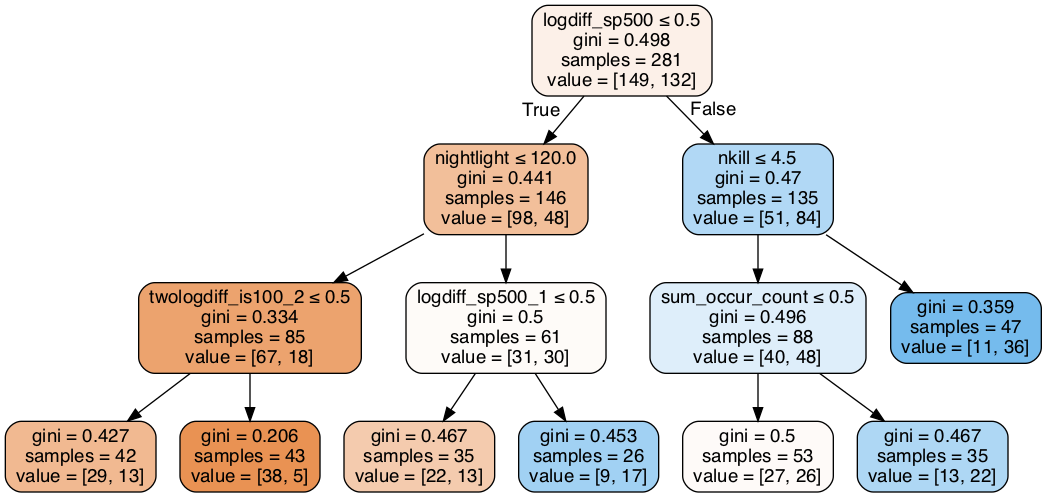 logdiff_sp500 ≤ 0.5
gini = 0.498
samples = 281
value = [149, 132]
True
False
nightlight ≤ 120.0
gini = 0.441
samples = 146
value = [98, 48]
nkill ≤ 4.5
gini = 0.47
samples = 135
value = [51, 84]
twologdiff_is100_2 ≤ 0.5
gini = 0.334
samples = 85
value = [67, 18]
logdiff_sp500_1 ≤ 0.5
gini = 0.5
samples = 61
value = [31, 30]
sum_occur_count ≤ 0.5
gini = 0.496
samples = 88
value = [40, 48]
gini = 0.359
samples = 47
value = [11, 36]
gini = 0.427
samples = 42
value = [29, 13]
gini = 0.206
samples = 43
value = [38, 5]
gini = 0.467
samples = 35
value = [22, 13]
gini = 0.453
samples = 26
value = [9, 17]
gini = 0.5
samples = 53
value = [27, 26]
gini = 0.467
samples = 35
value = [13, 22]